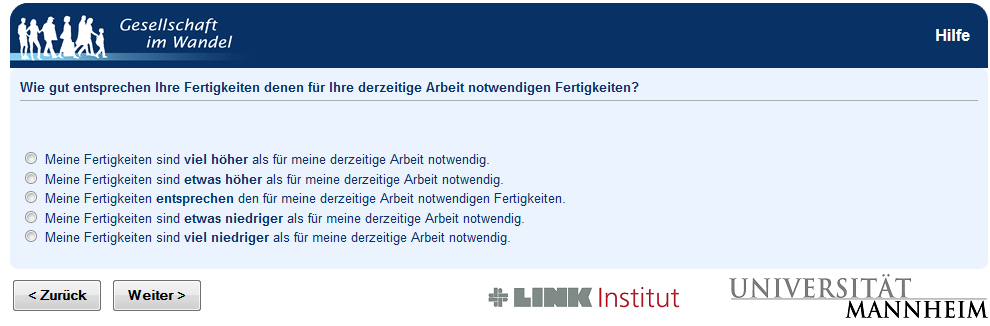 Gesellschaft
im Wandel
Hilfe
Wie gut entsprechen Ihre Fertigkeiten denen für Ihre derzeitige Arbeit notwendigen Fertigkeiten?
Meine Fertigkeiten sind viel höher als für meine derzeitige Arbeit notwendig.
Meine Fertigkeiten sind etwas höher als für meine derzeitige Arbeit notwendig.
Meine Fertigkeiten entsprechen den für meine derzeitige Arbeit notwendigen Fertigkeiten.
Meine Fertigkeiten sind etwas niedriger als für meine derzeitige Arbeit notwendig.
Meine Fertigkeiten sind viel niedriger als für meine derzeitige Arbeit notwendig.
< Zurück Weiter >
LINK Institut
UNIVERSITÄT
MANNHEIM